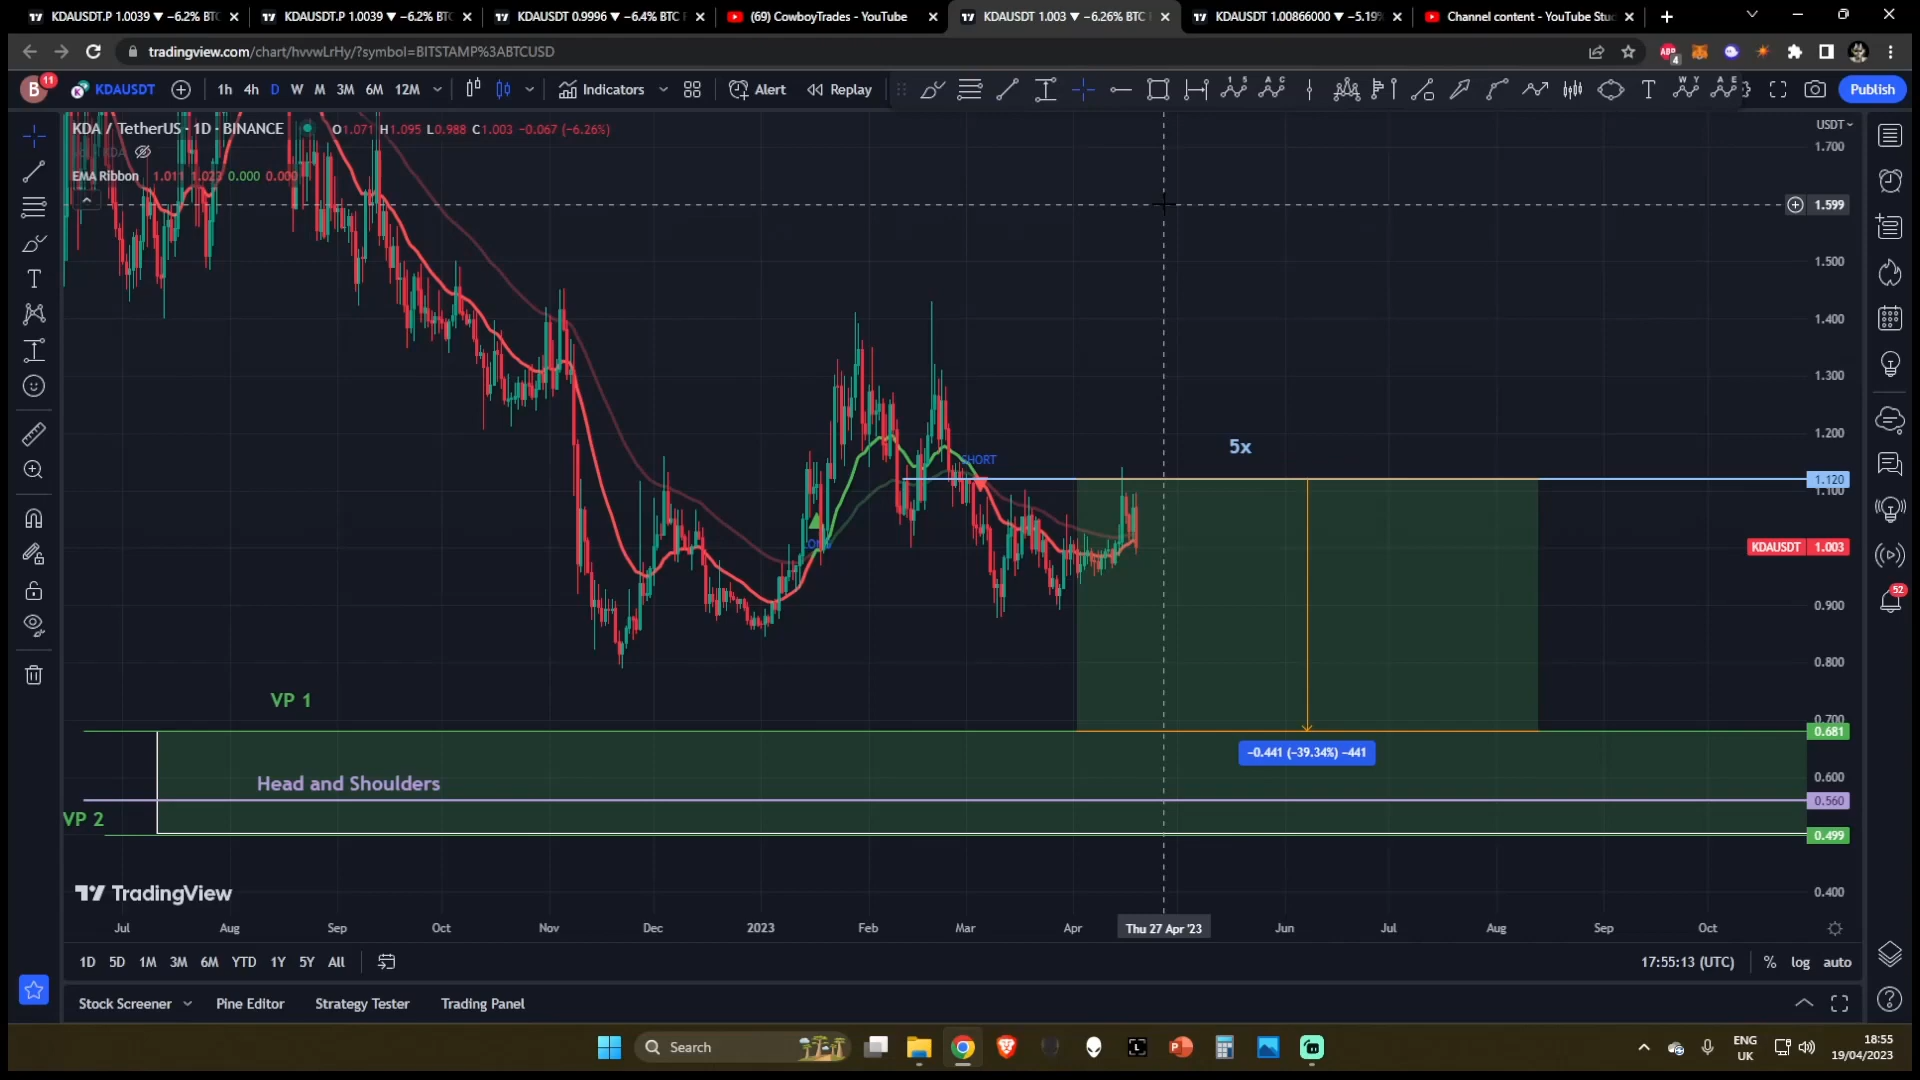 KDAUSDT.P 1.0039 ▼ −6.2% BTC
KDAUSDT.P 1.0039 ▼ −6.2% BTC
KDAUSDT 0.9996 ▼ −6.4% BTC
(69) CowboyTrades - YouTube
KDAUSDT 1.003 ▼ −6.26% BTC
KDAUSDT 1.00866000 ▼ −5.19%
Channel content - YouTube Stu
tradingview.com/chart/hvvwLrHy/?symbol=BITSTAMP%3ABTCUSD
ABP 4
B 11 KDAUSDT 1h 4h D W M 3M 6M 12M Indicators Alert Replay Publish
KDA / TetherUS · 1D · BINANCE O1.071 H1.095 L0.988 C1.003 −0.067 (−6.26%)
EMA Ribbon 1.011 1.023 0.000 0.000
USDT
1.700
1.599
1.500
1.400
1.300
1.200
1.120
1.100
KDAUSDT 1.003
0.900
0.800
0.700
0.681
0.600
0.560
0.499
0.400
52
5x
SHORT
VP 1
−0.441 (−39.34%) −441
Head and Shoulders
VP 2
TradingView
Jul Aug Sep Oct Nov Dec 2023 Feb Mar Apr Thu 27 Apr '23 Jun Jul Aug Sep Oct
1D 5D 1M 3M 6M YTD 1Y 5Y All 17:55:13 (UTC) % log auto
Stock Screener Pine Editor Strategy Tester Trading Panel
Search
ENG
UK
18:55
19/04/2023